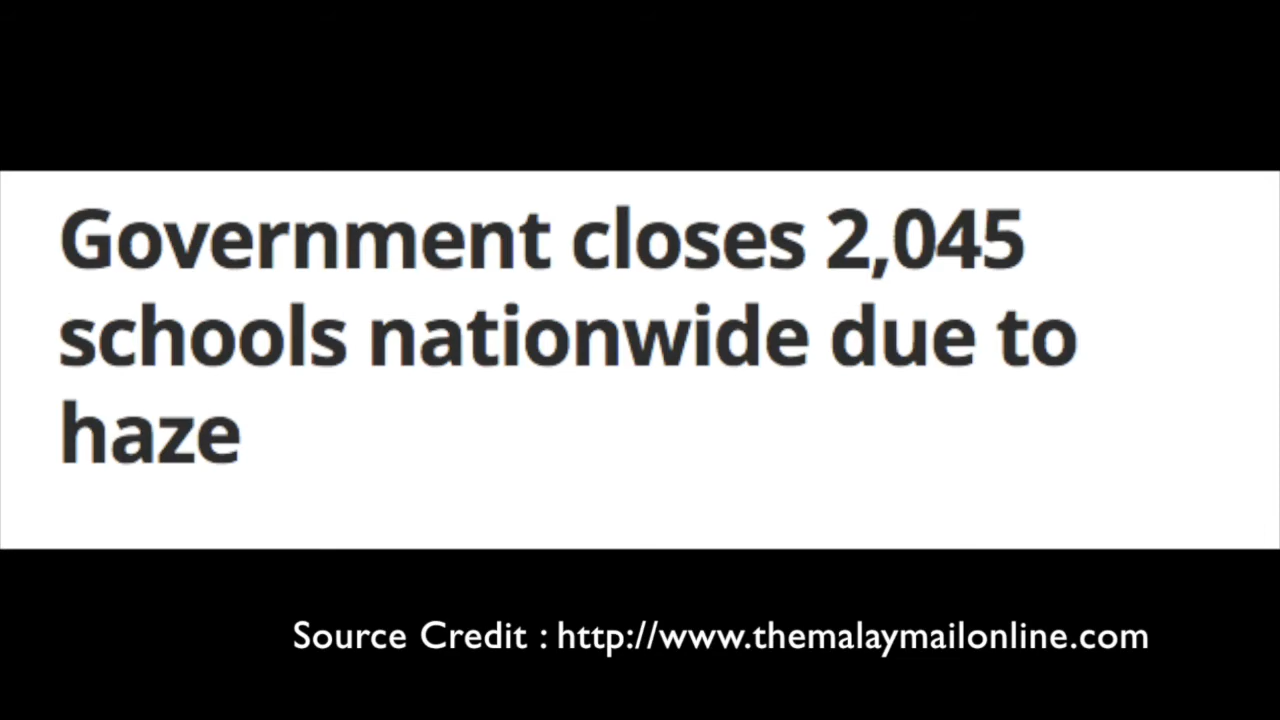 Government closes 2,045
schools nationwide due to
haze
Source Credit : http://www.themalaymailonline.com